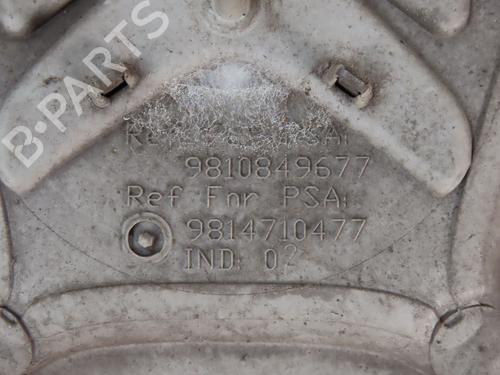 B-PARTS
9810849677
Ref Fnr PSA:
9814710477
IND: 02